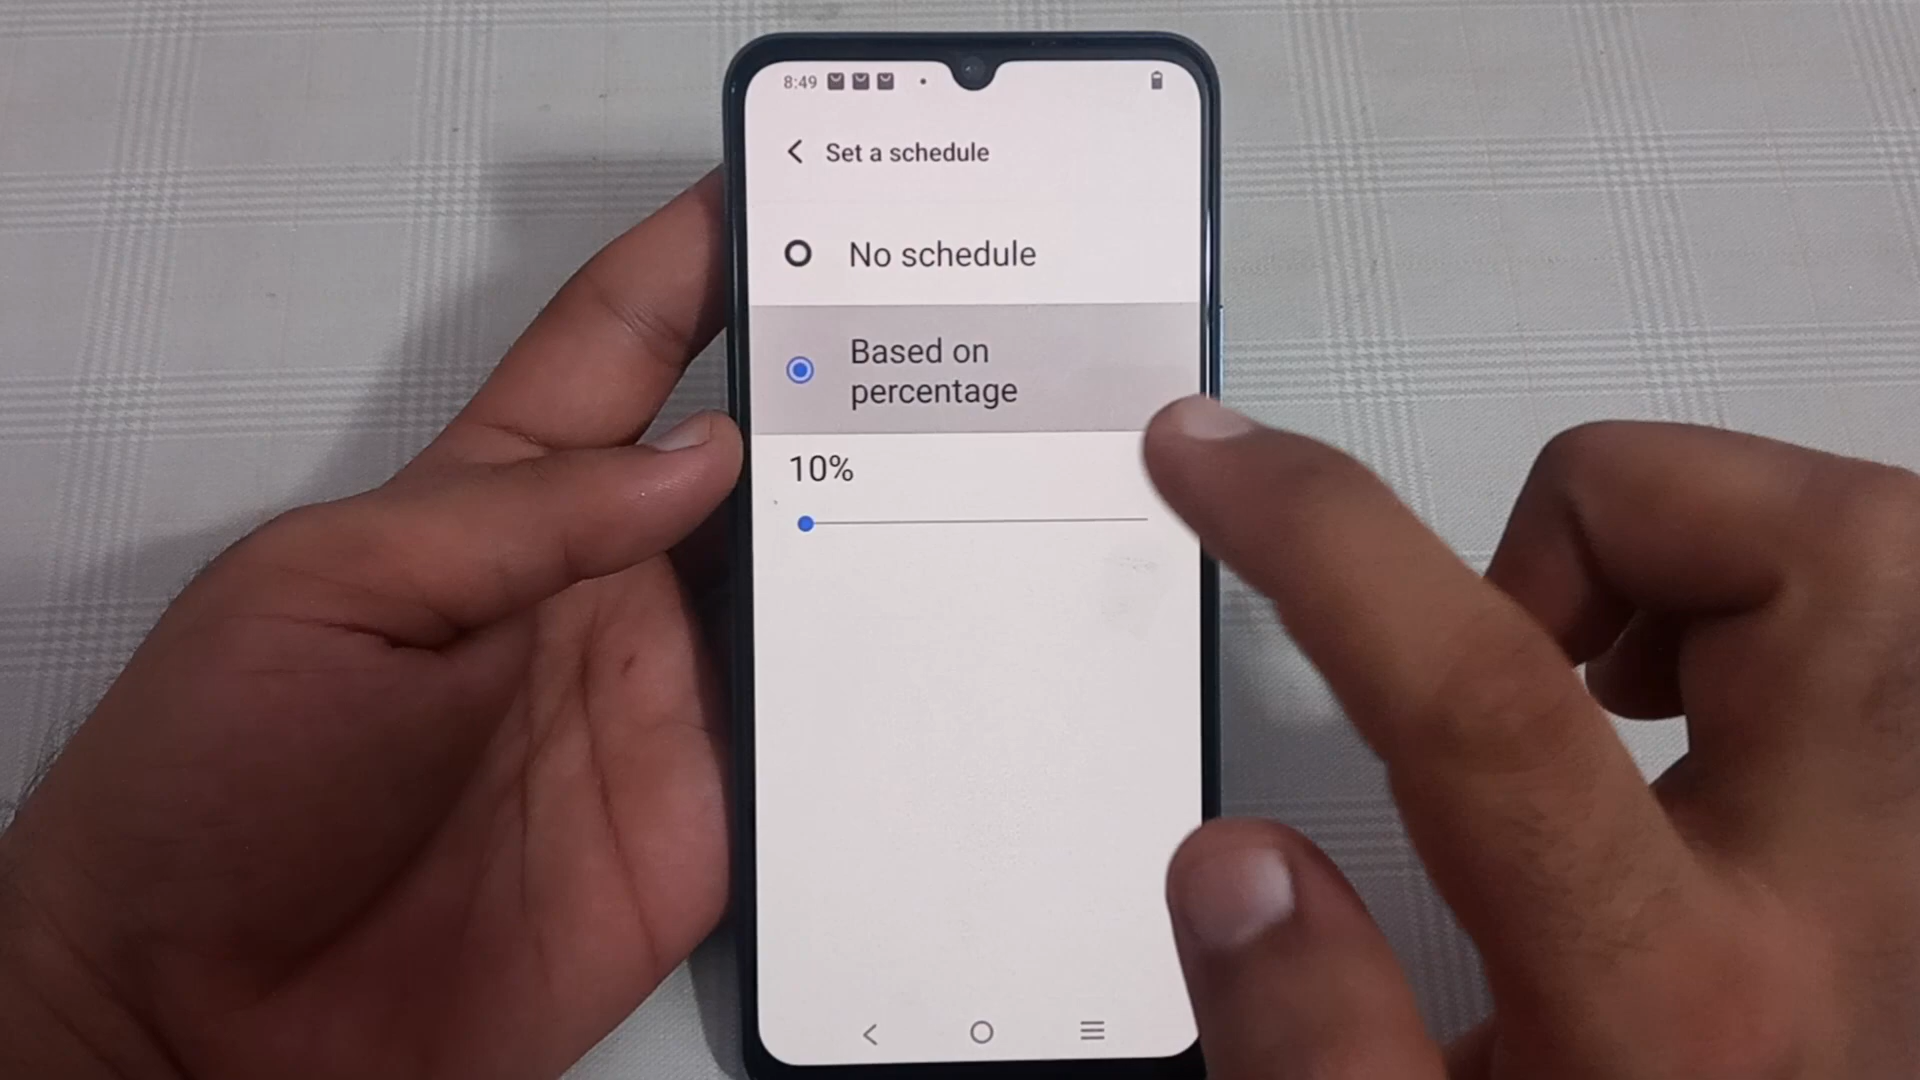 8:49
Set a schedule
No schedule
Based on
percentage
10%